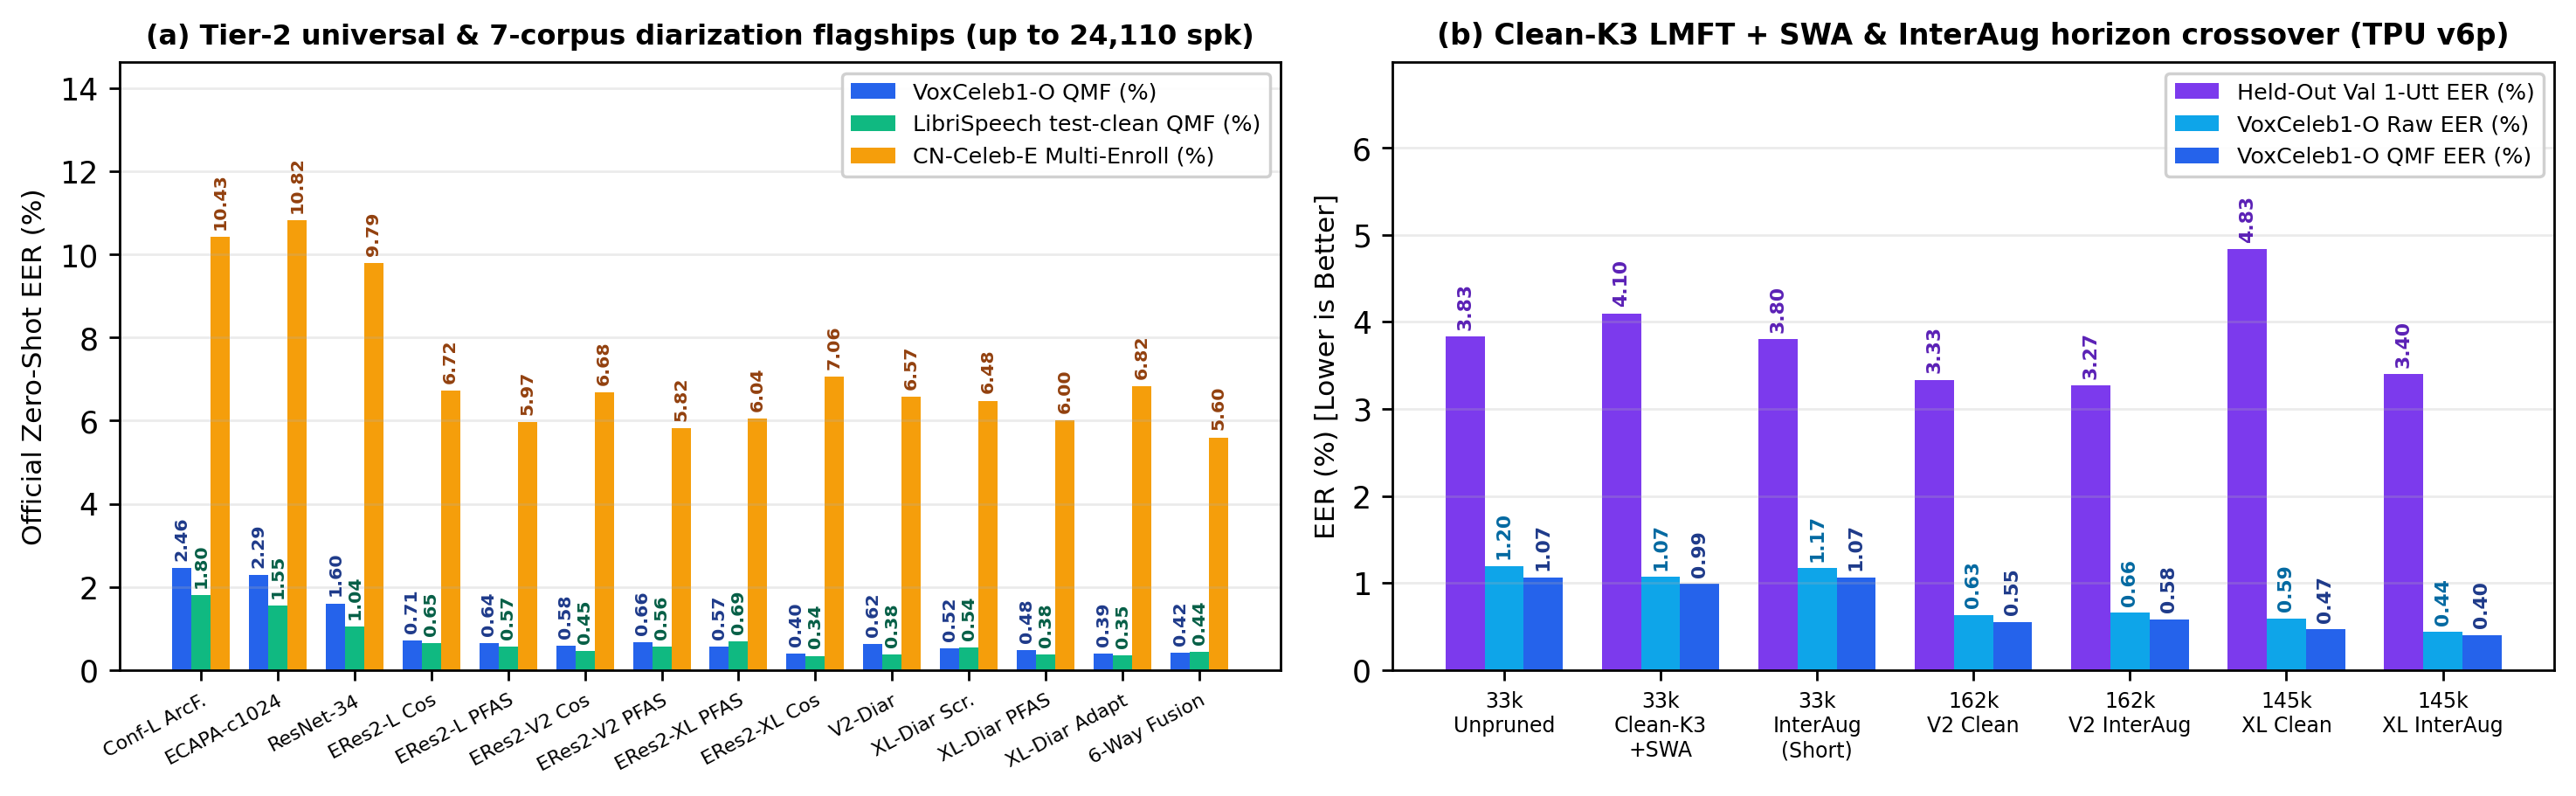 (a) Tier-2 universal & 7-corpus diarization flagships (up to 24,110 spk)
Official Zero-Shot EER (%)
14
12
10
8
6
4
2
0
VoxCeleb1-O QMF (%)
LibriSpeech test-clean QMF (%)
CN-Celeb-E Multi-Enroll (%)
2.46 1.80 10.43
2.29 1.55 10.82
1.60 1.04 9.79
0.71 0.65 6.72
0.64 0.57 5.97
0.58 0.45 6.68
0.66 0.56 5.82
0.57 0.69 6.04
0.40 0.34 7.06
0.62 0.38 6.57
0.52 0.54 6.48
0.48 0.38 6.00
0.39 0.35 6.82
0.42 0.44 5.60
Conf-L ArcF.
ECAPA-c1024
ResNet-34
ERes2-L Cos
ERes2-L PFAS
ERes2-V2 Cos
ERes2-V2 PFAS
ERes2-XL PFAS
ERes2-XL Cos
V2-Diar
XL-Diar Scr.
XL-Diar PFAS
XL-Diar Adapt
6-Way Fusion
(b) Clean-K3 LMFT + SWA & InterAug horizon crossover (TPU v6p)
EER (%) [Lower is Better]
6
5
4
3
2
1
0
Held-Out Val 1-Utt EER (%)
VoxCeleb1-O Raw EER (%)
VoxCeleb1-O QMF EER (%)
3.83 1.20 1.07
4.10 1.07 0.99
3.80 1.17 1.07
3.33 0.63 0.55
3.27 0.66 0.58
4.83 0.59 0.47
3.40 0.44 0.40
33k
Unpruned
33k
Clean-K3
+SWA
33k
InterAug
(Short)
162k
V2 Clean
162k
V2 InterAug
145k
XL Clean
145k
XL InterAug